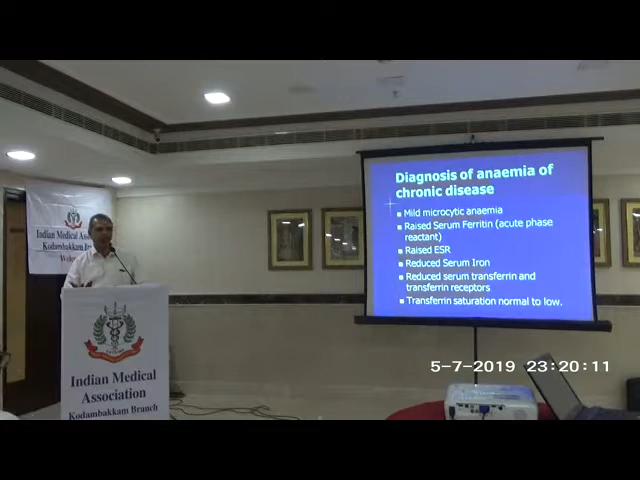 Diagnosis of anaemia of
chronic disease
Mild microcytic anaemia
Raised Serum Ferritin (acute phase
reactant)
Raised ESR
Reduced Serum Iron
Reduced serum transferrin and
transferrin receptors
Transferrin saturation normal to low.
Indian Medical
Kodambakkam
Indian Medical
Association
Kodambakkam Branch
5-7-2019 23:20:11